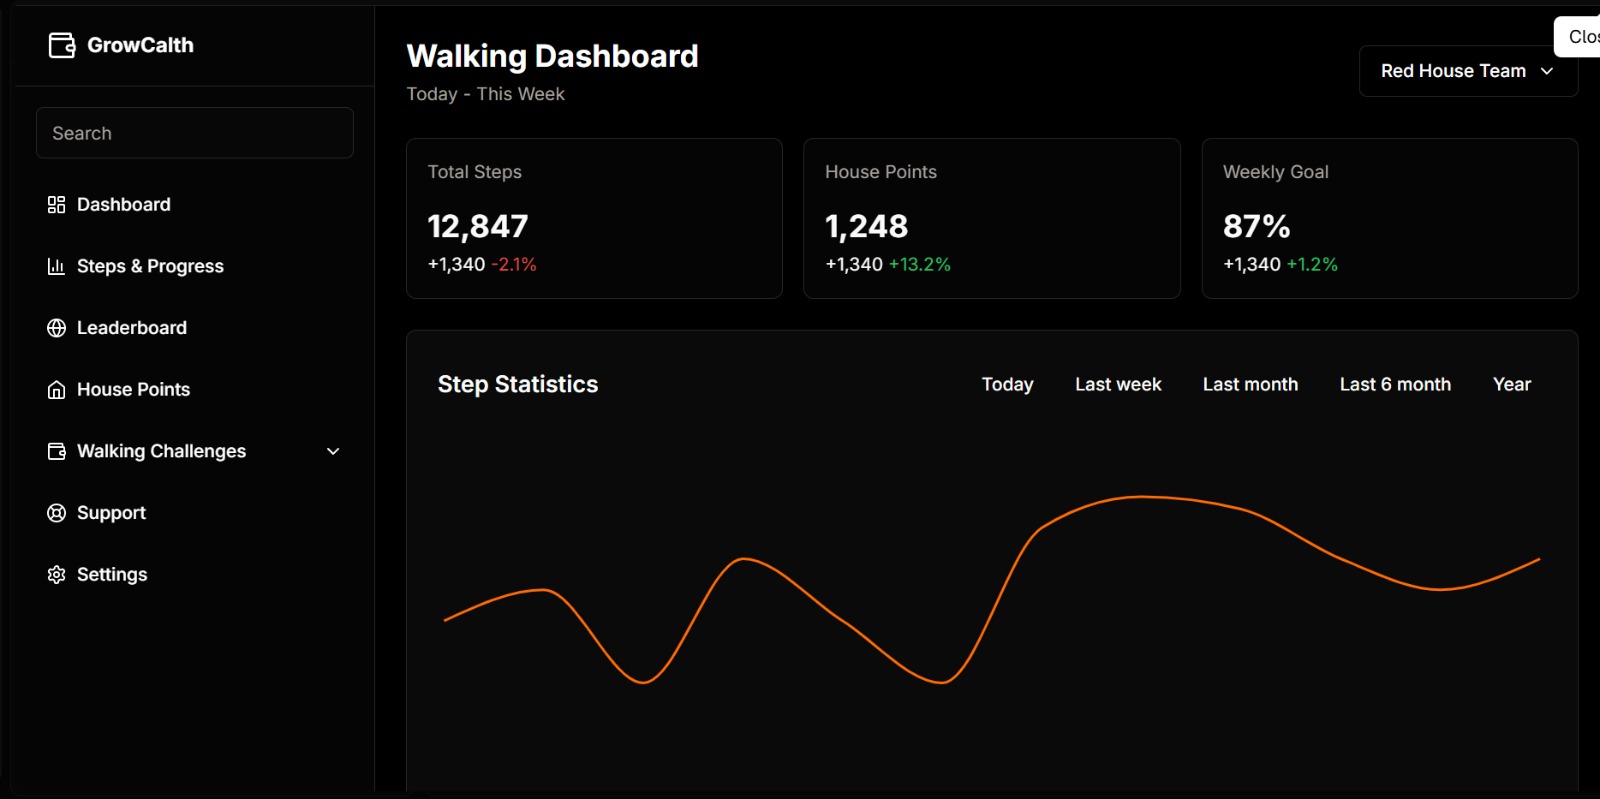 GrowCalth
Search
Dashboard
Steps & Progress
Leaderboard
House Points
Walking Challenges
Support
Settings
Walking Dashboard
Today - This Week
Red House Team
Total Steps
12,847
+1,340 -2.1%
House Points
1,248
+1,340 +13.2%
Weekly Goal
87%
+1,340 +1.2%
Step Statistics
Today
Last week
Last month
Last 6 month
Year